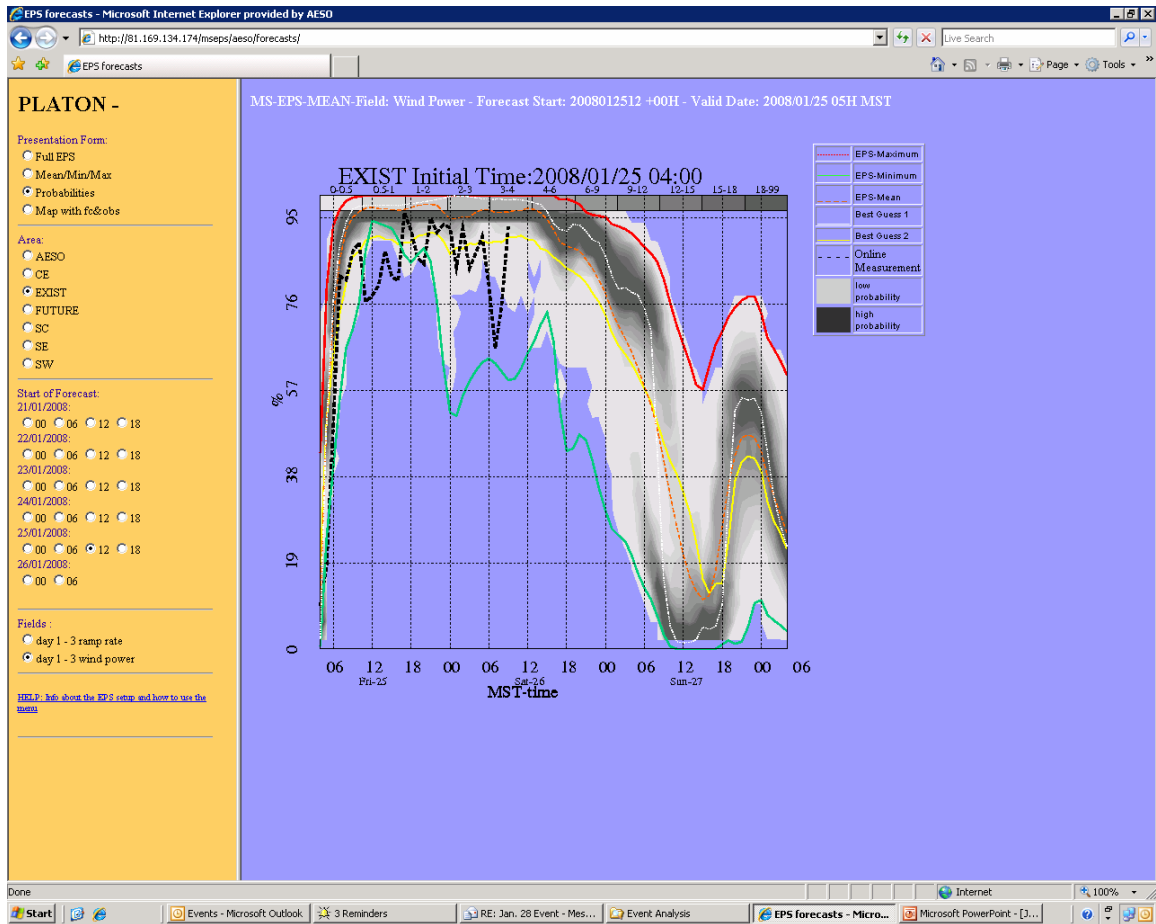 EPS forecasts - Microsoft Internet Explorer provided by AESO
http://81.169.134.174/mseps/aeso/forecasts/
Live Search
EPS forecasts
Page
Tools
PLATON -
Presentation Form:
Full EPS
Mean/Min/Max
Probabilities
Map with fc&obs
Area:
AESO
CE
EXIST
FUTURE
SC
SE
SW
Start of Forecast:
21/01/2008:
00 06 12 18
22/01/2008:
00 06 12 18
23/01/2008:
00 06 12 18
24/01/2008:
00 06 12 18
25/01/2008:
00 06 12 18
26/01/2008:
00 06
Fields :
day 1 - 3 ramp rate
day 1 - 3 wind power
HELP: Info about the EPS setup and how to use the
menu
MS-EPS-MEAN-Field: Wind Power - Forecast Start: 2008012512 +00H - Valid Date: 2008/01/25 05H MST
EXIST Initial Time:2008/01/25 04:00
0-0.5 0.5-1 1-2 2-3 3-4 4-6 6-9 9-12 12-15 15-18 18-99
95
76
57
%
38
19
0
06 12 18 00 06 12 18 00 06 12 18 00 06
Fri-25 Sat-26 Sun-27
MST-time
EPS-Maximum
EPS-Minimum
EPS-Mean
Best Guess 1
Best Guess 2
Online
Measurement
low
probability
high
probability
Done
Internet
100%
Start
Events - Microsoft Outlook
3 Reminders
RE: Jan. 28 Event - Mes...
Event Analysis
EPS forecasts - Micro...
Microsoft PowerPoint - [J...